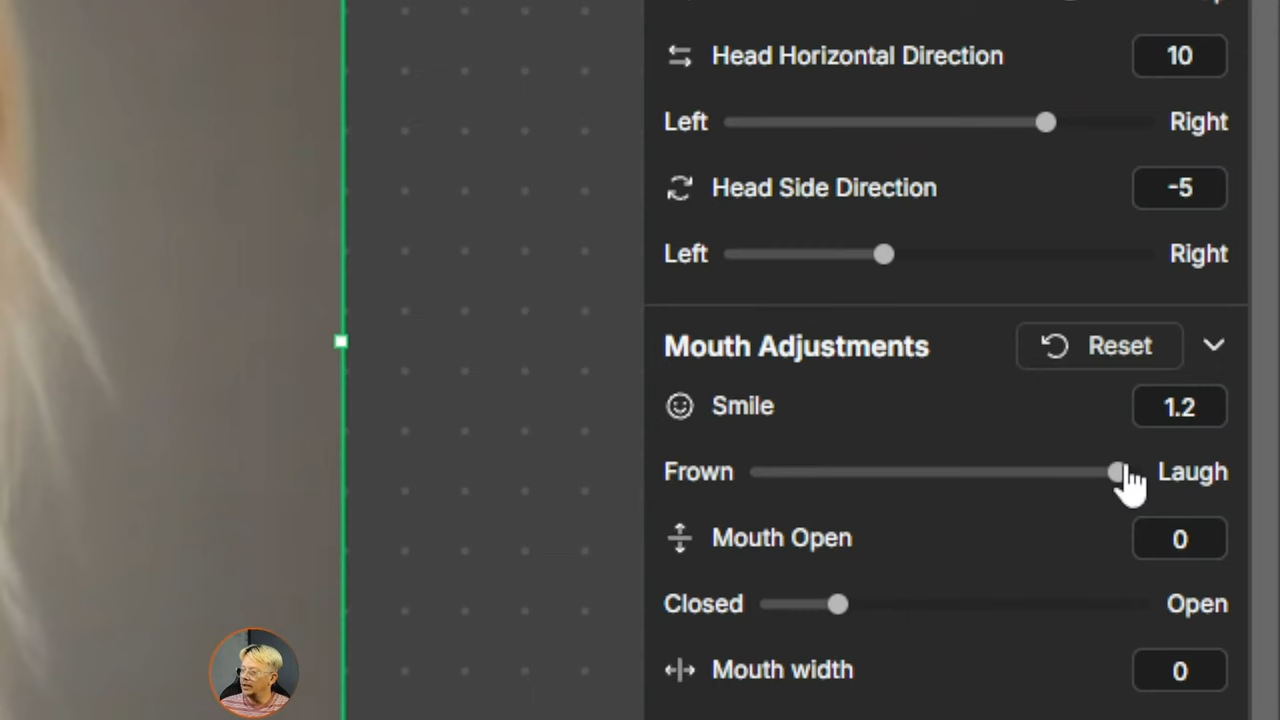 Head Horizontal Direction 10
Left Right
Head Side Direction -5
Left Right
Mouth Adjustments Reset
Smile 1.2
Frown Laugh
Mouth Open 0
Closed Open
Mouth width 0